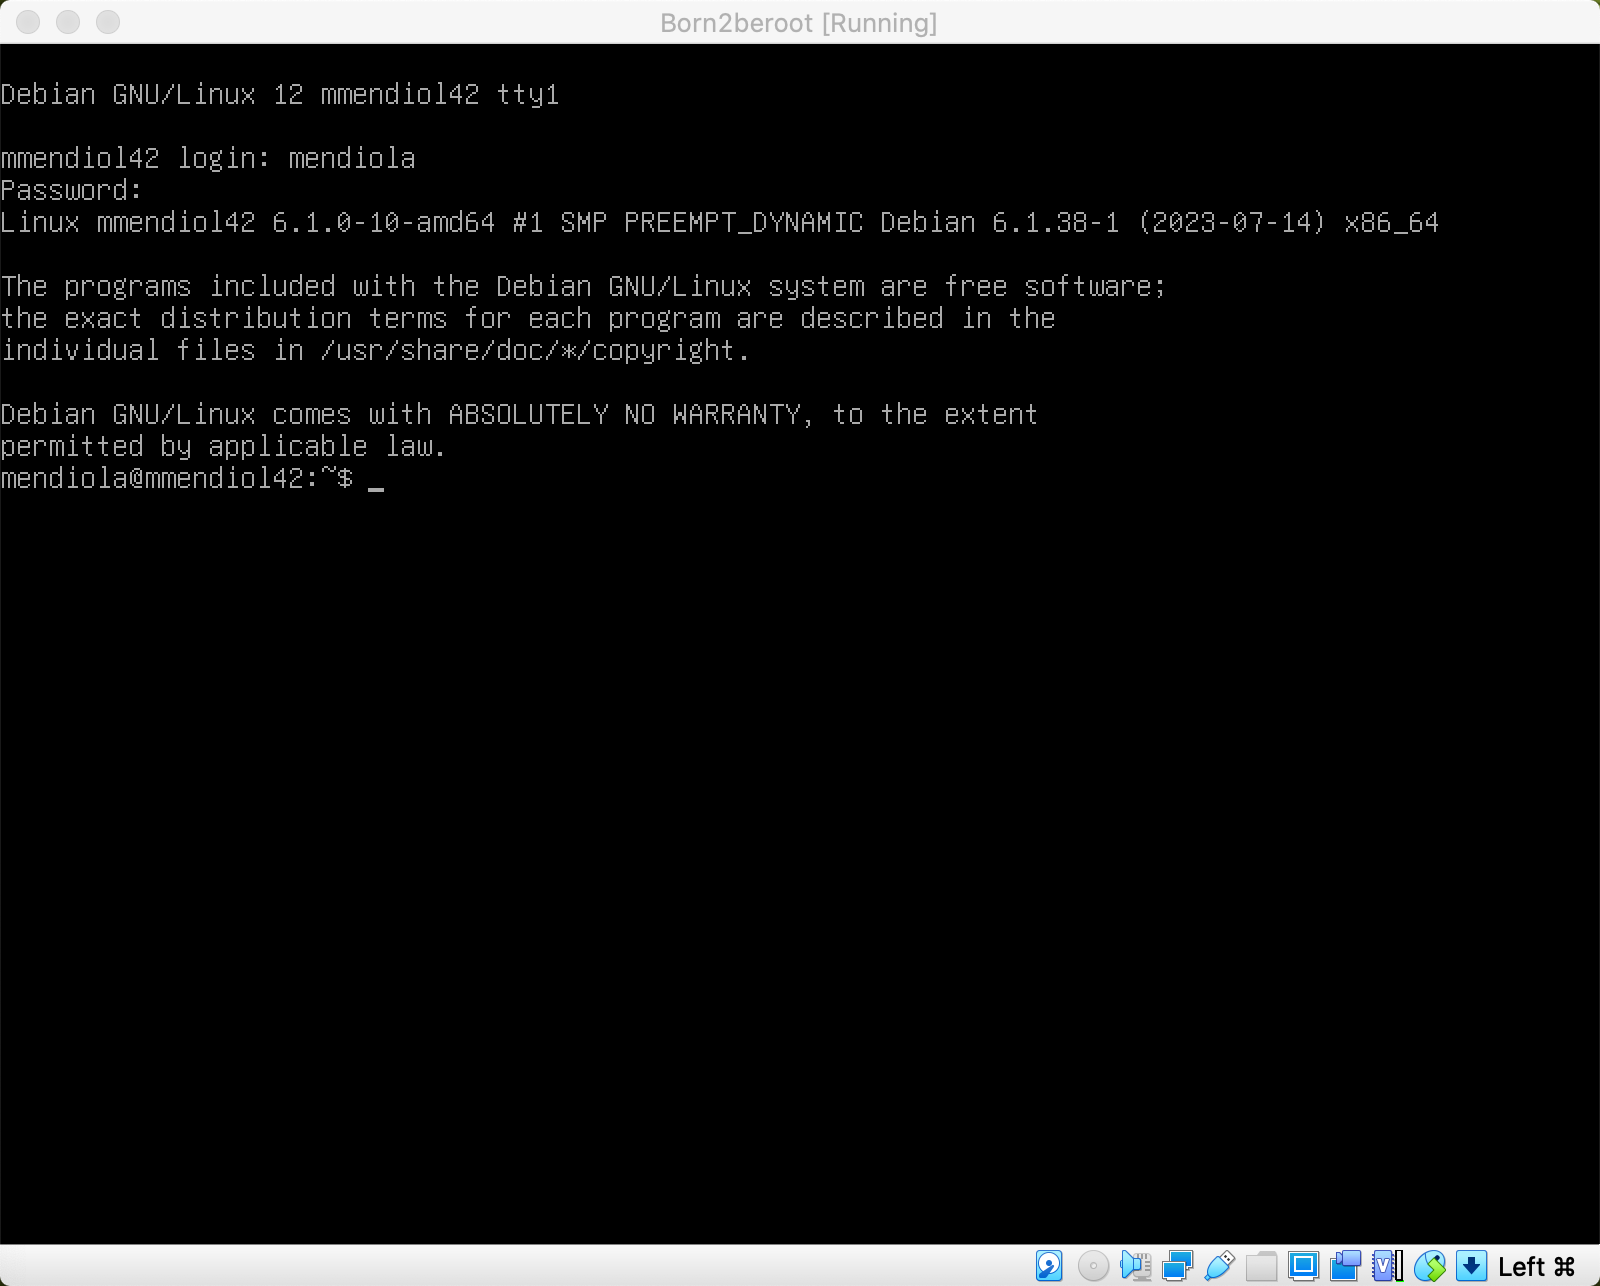 Born2beroot [Running]
Debian GNU/Linux 12 mmendiol42 tty1
mmendiol42 login: mendiola
Password:
Linux mmendiol42 6.1.0-10-amd64 #1 SMP PREEMPT_DYNAMIC Debian 6.1.38-1 (2023-07-14) x86_64
The programs included with the Debian GNU/Linux system are free software;
the exact distribution terms for each program are described in the
individual files in /usr/share/doc/*/copyright.
Debian GNU/Linux comes with ABSOLUTELY NO WARRANTY, to the extent
permitted by applicable law.
mendiola@mmendiol42:~$ _
Left ⌘